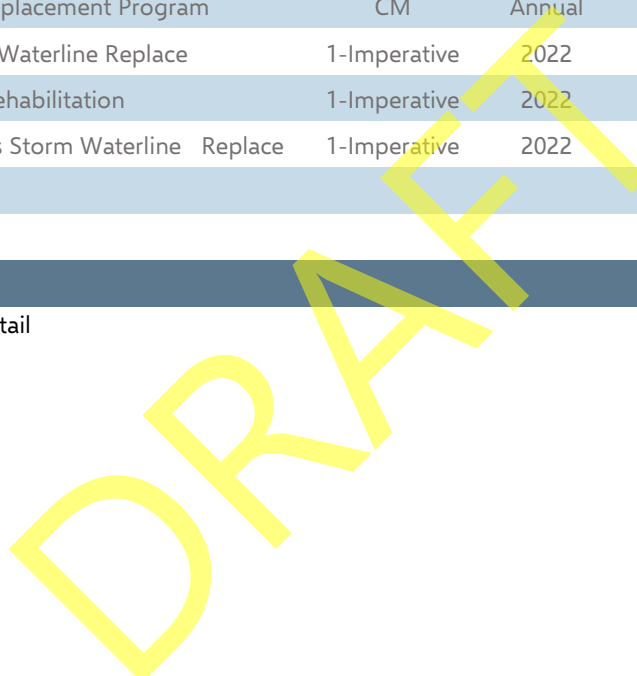 placement Program CM Annual
Waterline Replace 1-Imperative 2022
ehabilitation 1-Imperative 2022
s Storm Waterline Replace 1-Imperative 2022
tail
DRAFT